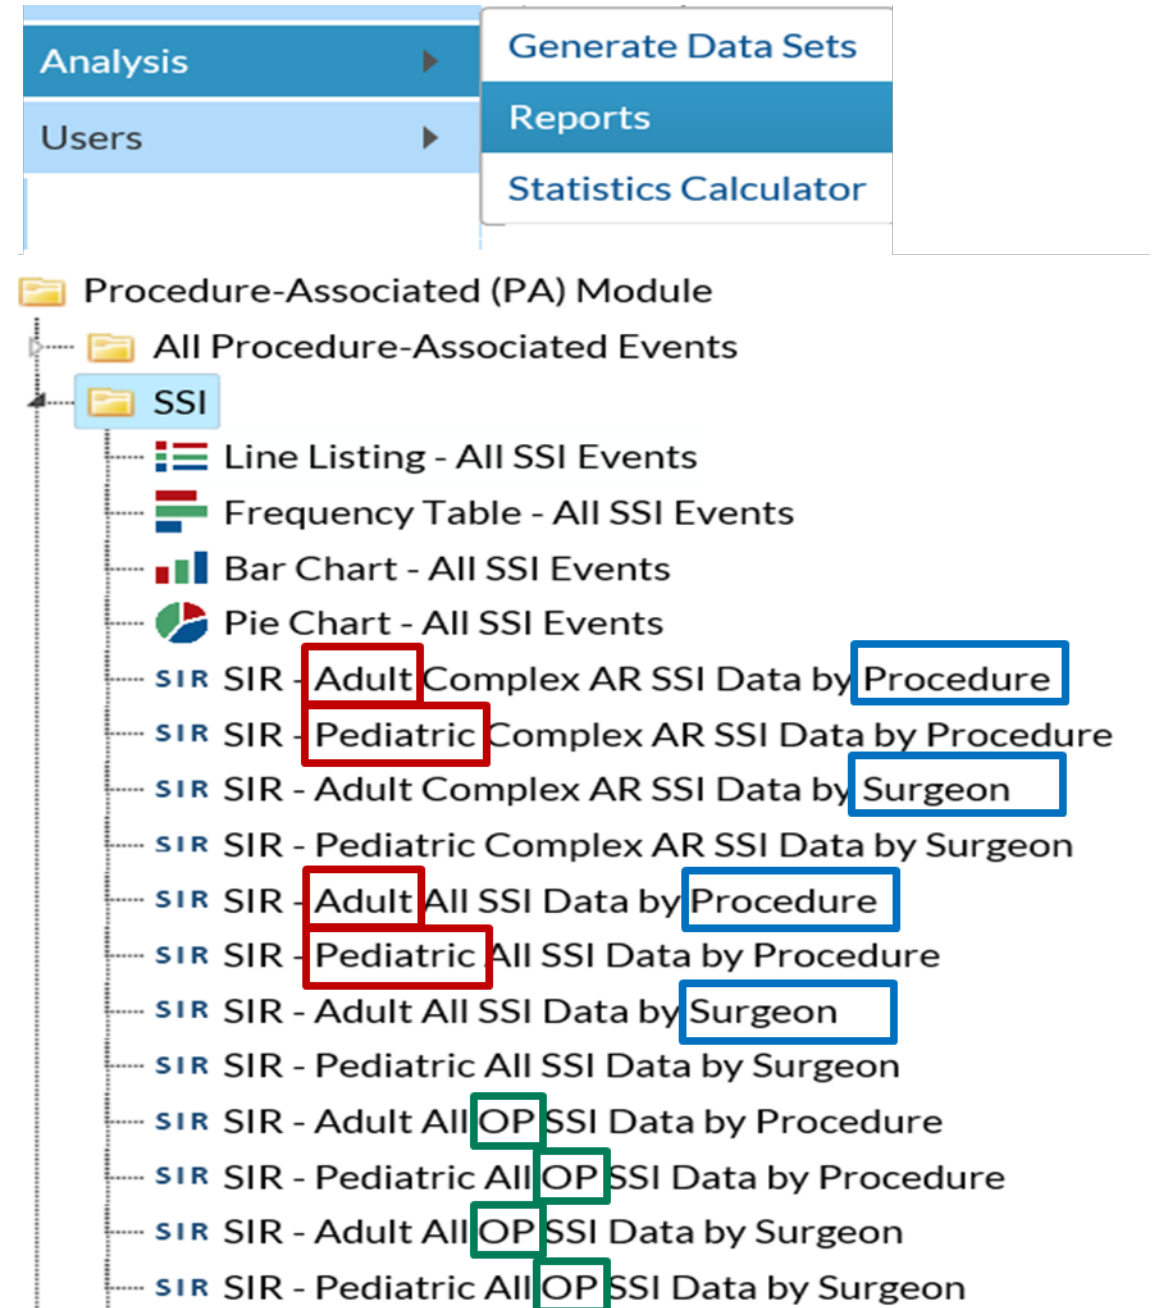 Analysis
Generate Data Sets
Reports
Users
Statistics Calculator
Procedure-Associated (PA) Module
All Procedure-Associated Events
SSI
Line Listing - All SSI Events
Frequency Table - All SSI Events
Bar Chart - All SSI Events
Pie Chart - All SSI Events
SIR SIR - Adult Complex AR SSI Data by Procedure
SIR SIR - Pediatric Complex AR SSI Data by Procedure
SIR SIR - Adult Complex AR SSI Data by Surgeon
SIR SIR - Pediatric Complex AR SSI Data by Surgeon
SIR SIR - Adult All SSI Data by Procedure
SIR SIR - Pediatric All SSI Data by Procedure
SIR SIR - Adult All SSI Data by Surgeon
SIR SIR - Pediatric All SSI Data by Surgeon
SIR SIR - Adult All OP SSI Data by Procedure
SIR SIR - Pediatric All OP SSI Data by Procedure
SIR SIR - Adult All OP SSI Data by Surgeon
SIR SIR - Pediatric All OP SSI Data by Surgeon